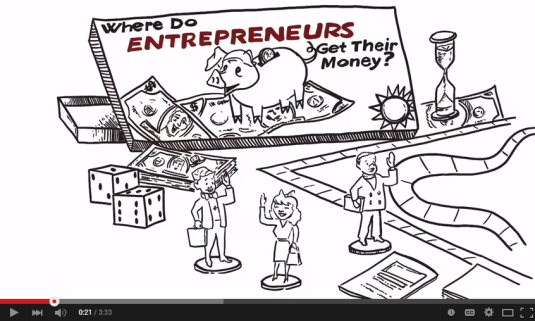 Where Do
ENTREPRENEURS
Get Their
Money?
0:21 / 3:33